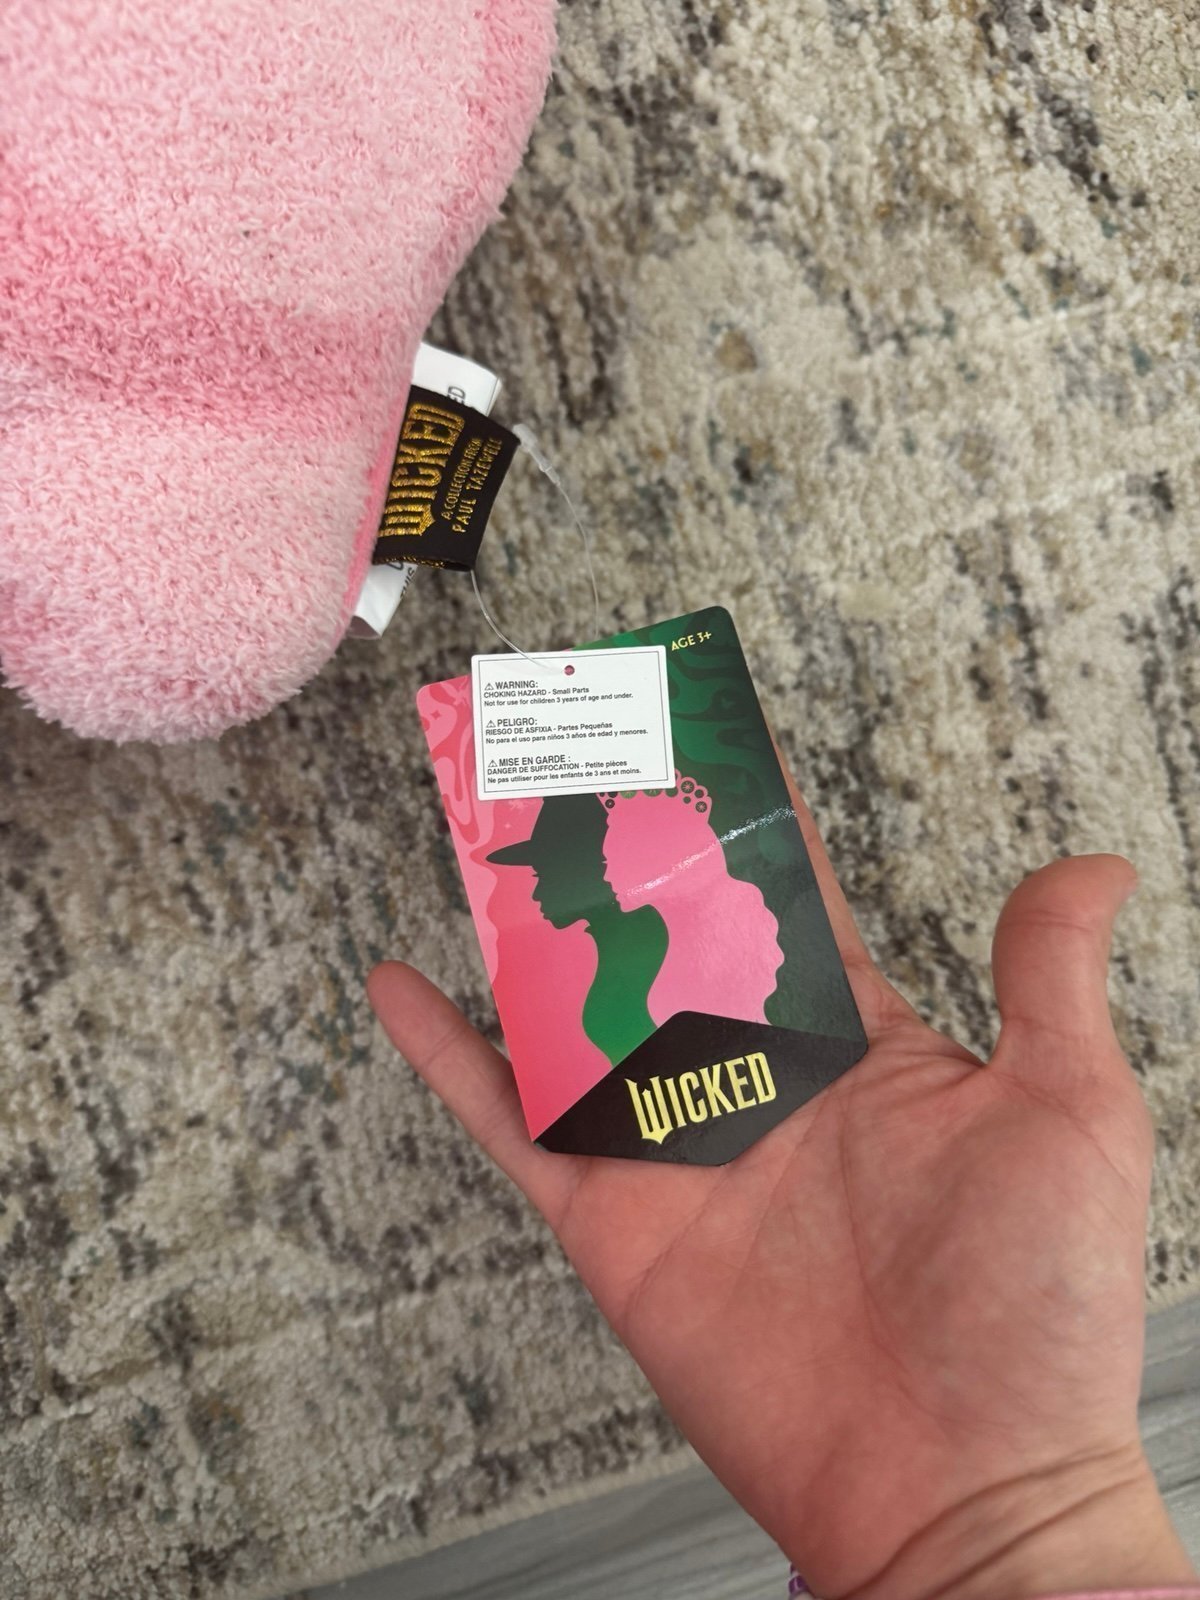 WICKED
A COLLECTION FROM
PAUL TAZEWELL
AGE 3+
⚠ WARNING:
CHOKING HAZARD - Small Parts
Not for use for children 3 years of age and under.
⚠ PELIGRO:
RIESGO DE ASFIXIA - Partes Pequeñas
No para el uso para niños 3 años de edad y menores.
⚠ MISE EN GARDE :
DANGER DE SUFFOCATION - Petite pièces
Ne pas utiliser pour les enfants de 3 ans et moins.
WICKED